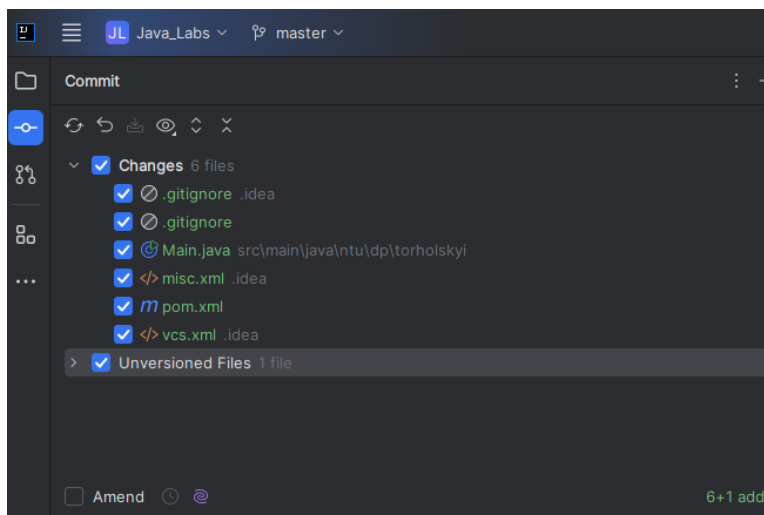 IJ
JL Java_Labs master
Commit
Changes 6 files
.gitignore .idea
.gitignore
Main.java src\main\java\ntu\dp\torholskyi
</> misc.xml .idea
m pom.xml
</> vcs.xml .idea
Unversioned Files 1 file
Amend 6+1 add